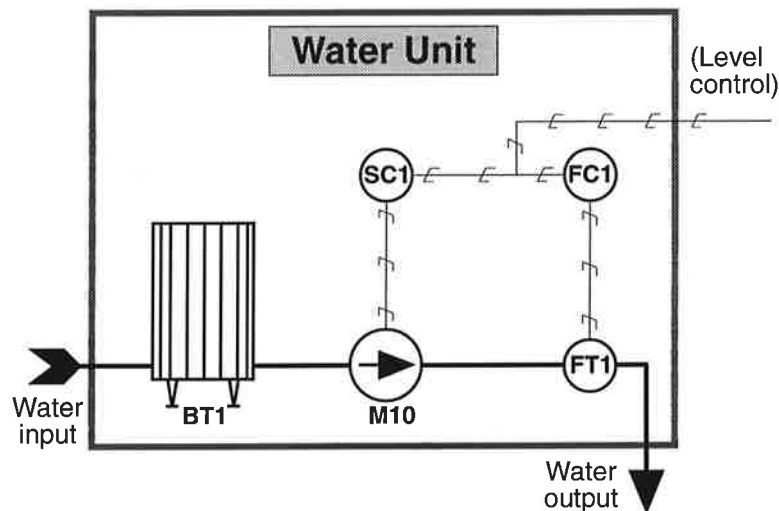 Water Unit
(Level
control)
SC1
FC1
FT1
BT1
M10
Water
input
Water
output